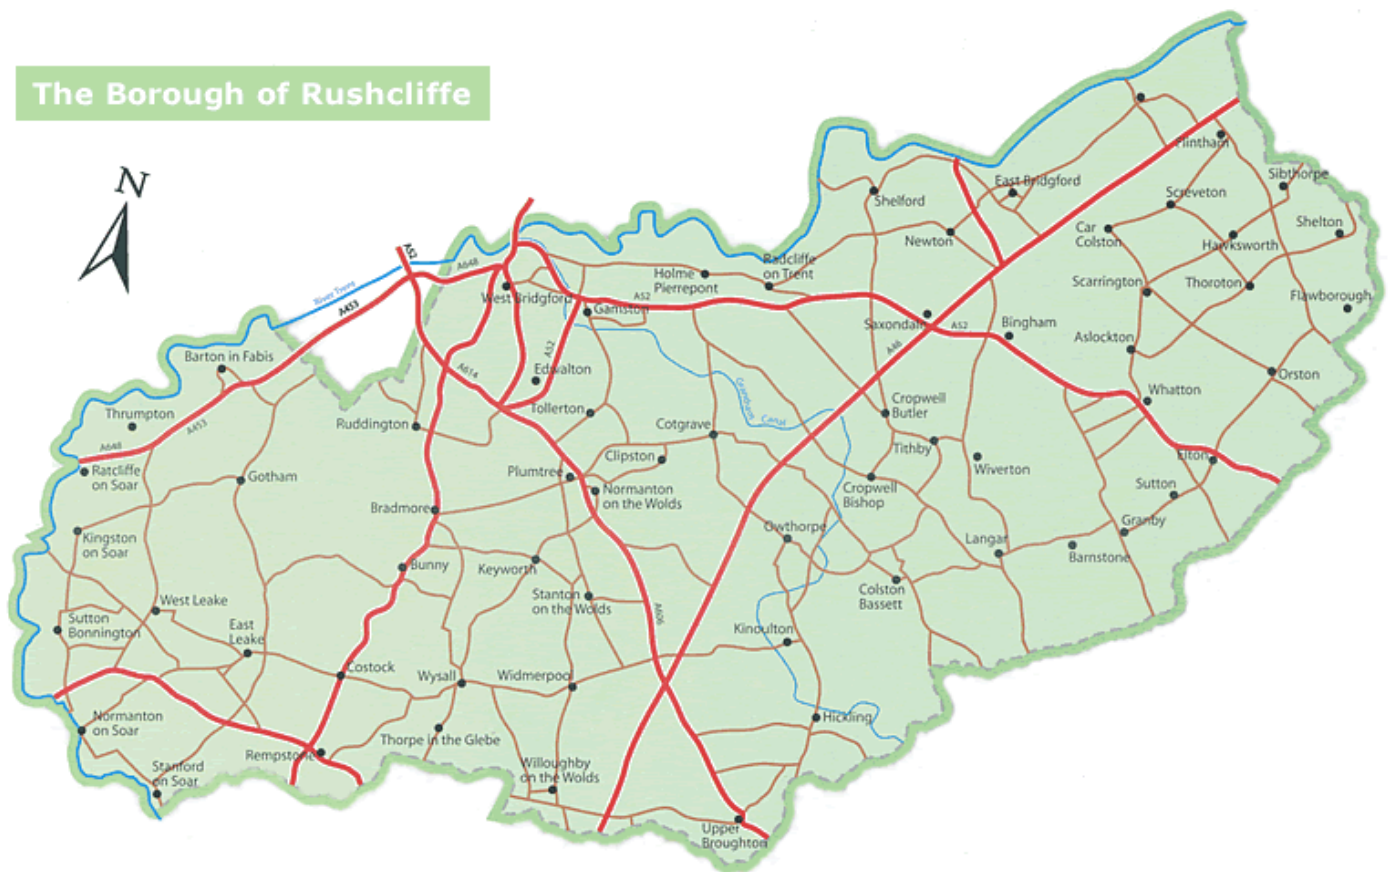 The Borough of Rushcliffe
N
Flintham
Sibthorpe
East Bridgford
Screveton
Shelford
Shelton
Car
Colston
Newton
Hawksworth
A52
A648
Radcliffe
on Trent
Holme
Pierrepont
Scarrington
Thoroton
River Trent
A453
West Bridgford
A52
Gamston
Flawborough
Saxondale
A52
Bingham
Aslockton
A46
Barton in Fabis
A52
A614
Edwalton
Orston
Grantham
Canal
Whatton
Thrumpton
Tollerton
Cropwell
Butler
Ruddington
Cotgrave
A453
A648
Tithby
Elton
Clipston
Ratcliffe
on Soar
Plumtree
Wiverton
Gotham
Normanton
on the Wolds
Cropwell
Bishop
Sutton
Bradmore
Owthorpe
Granby
Kingston
on Soar
Langar
Barnstone
Bunny
Keyworth
Colston
Bassett
Stanton
on the Wolds
West Leake
A606
Sutton
Bonnington
East
Leake
Kinoulton
Costock
Wysall
Widmerpool
Normanton
on Soar
Hickling
Thorpe in the Glebe
Rempstone
Stanford
on Soar
Willoughby
on the Wolds
Upper
Broughton